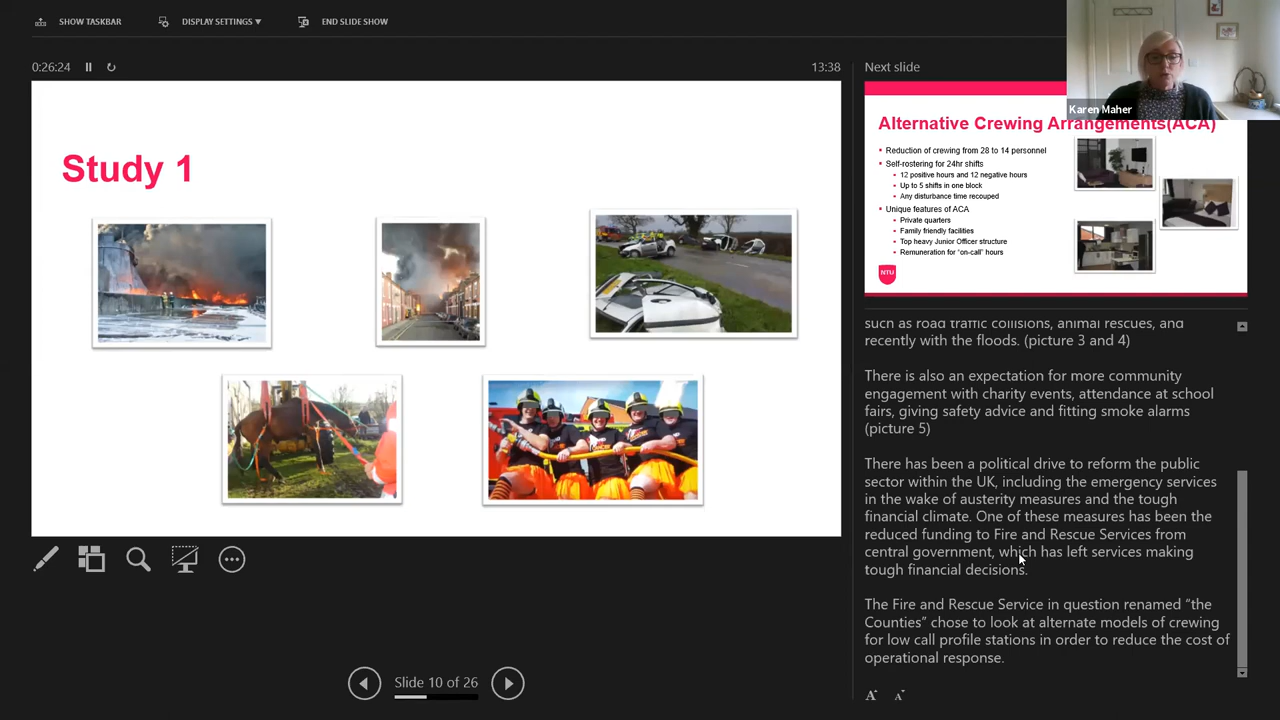 SHOW TASKBAR
DISPLAY SETTINGS ▾
END SLIDE SHOW
0:26:24
13:38
Next slide
Karen Maher
Study 1
Alternative Crewing Arrangements(ACA)
Reduction of crewing from 28 to 14 personnel
Self-rostering for 24hr shifts
12 positive hours and 12 negative hours
Up to 5 shifts in one block
Any disturbance time recouped
Unique features of ACA
Private quarters
Family friendly facilities
Top heavy Junior Officer structure
Remuneration for "on-call" hours
NTU
such as road traffic collisions, animal rescues, and
recently with the floods. (picture 3 and 4)
There is also an expectation for more community
engagement with charity events, attendance at school
fairs, giving safety advice and fitting smoke alarms
(picture 5)
There has been a political drive to reform the public
sector within the UK, including the emergency services
in the wake of austerity measures and the tough
financial climate. One of these measures has been the
reduced funding to Fire and Rescue Services from
central government, which has left services making
tough financial decisions.
The Fire and Rescue Service in question renamed “the
Counties” chose to look at alternate models of crewing
for low call profile stations in order to reduce the cost of
operational response.
Slide 10 of 26
A A